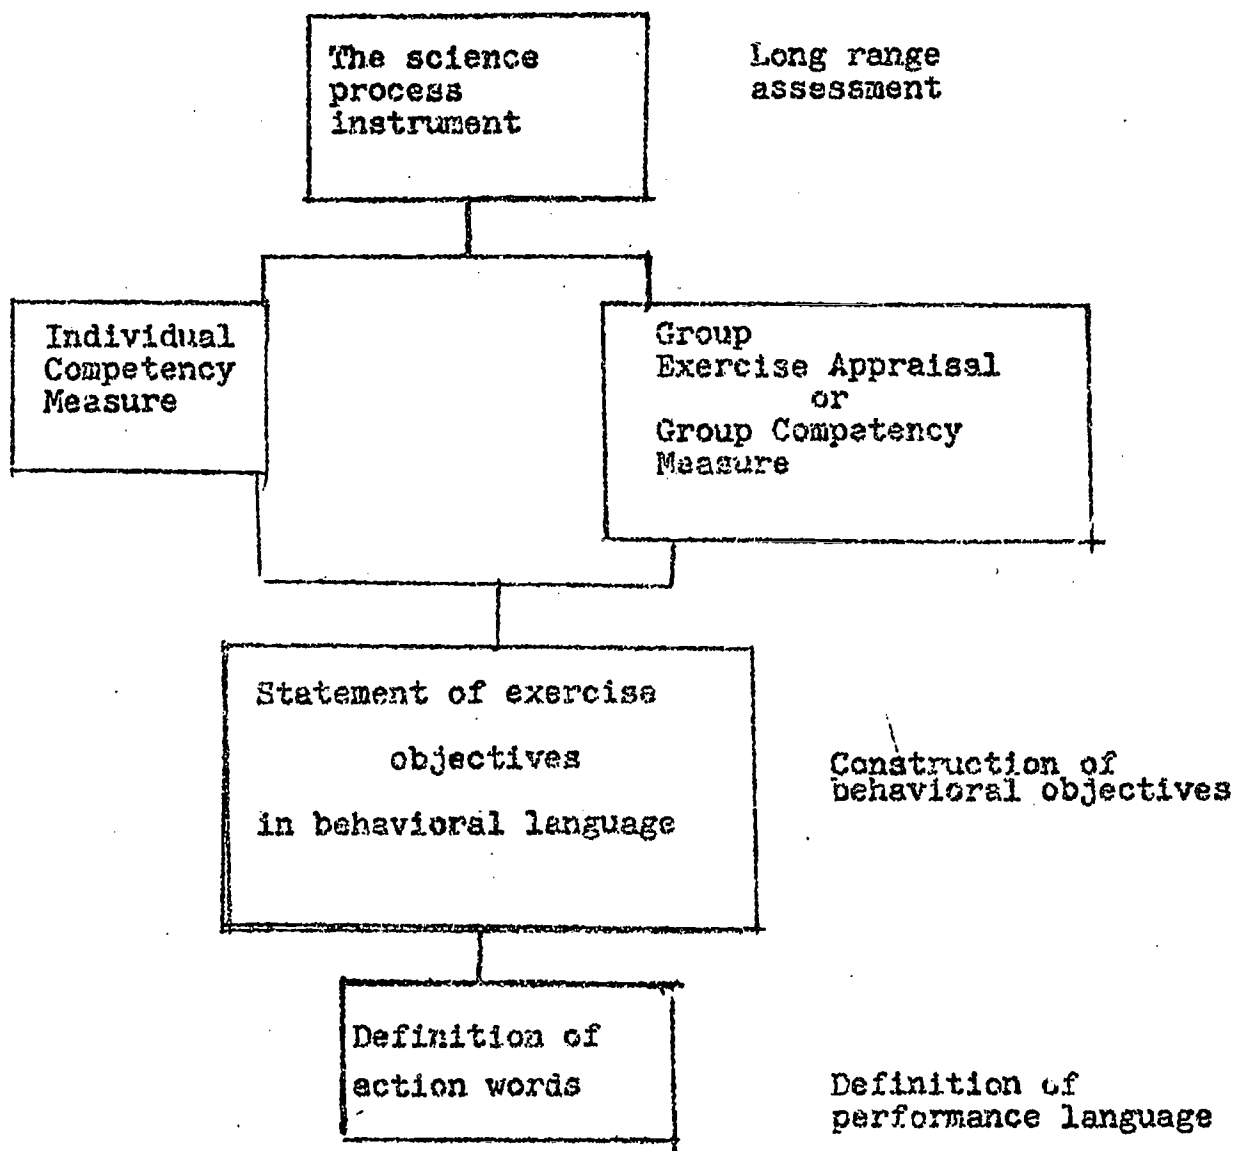 The science
process
instrument
Long range
assessment
Individual
Competency
Measure
Group
Exercise Appraisal
or
Group Competency
Measure
Statement of exercise
objectives
in behavioral language
Construction of
behavioral objectives
Definition of
action words
Definition of
performance language